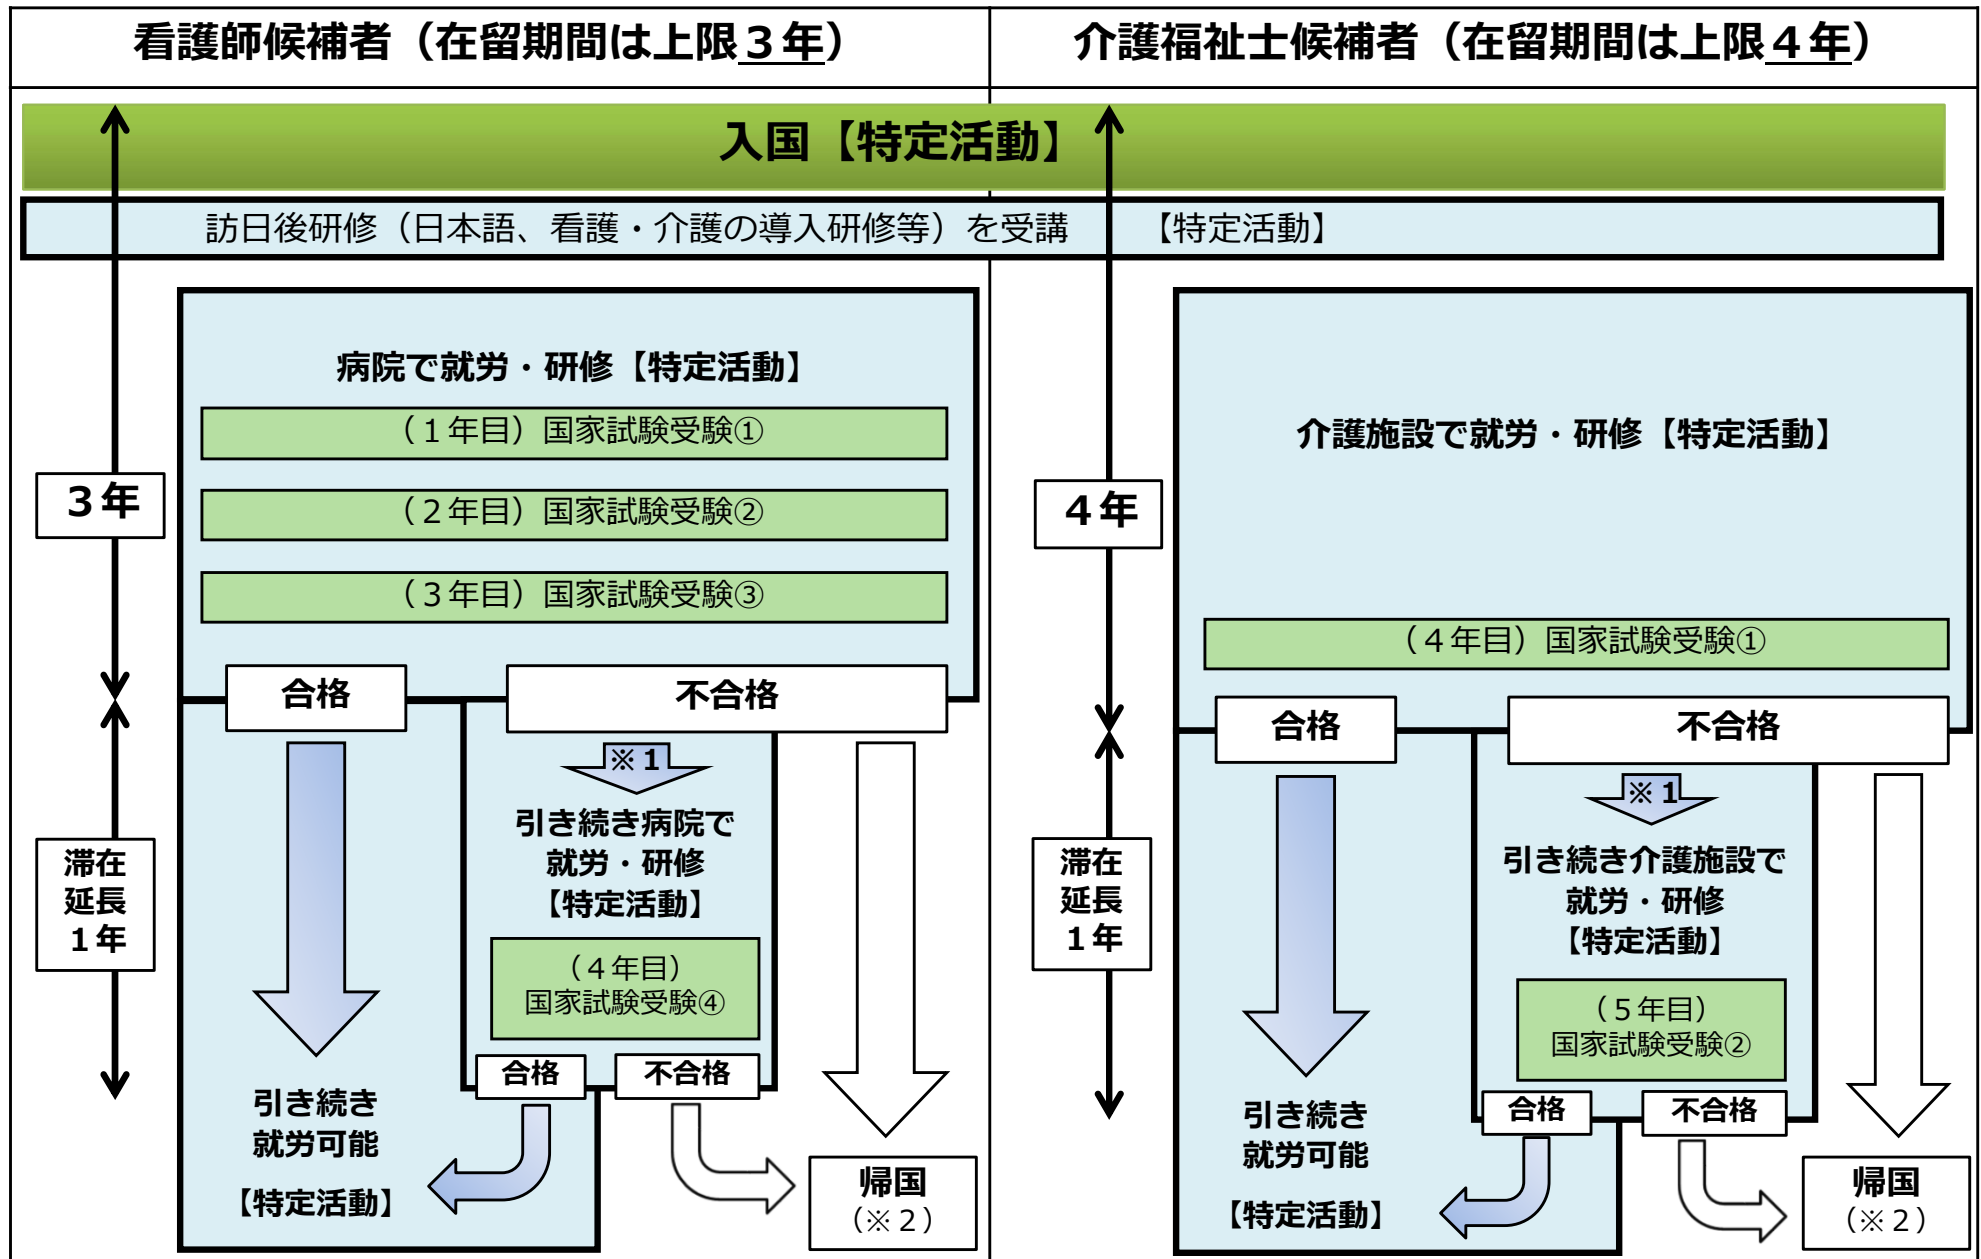 看護師候補者（在留期間は上限３年）
介護福祉士候補者（在留期間は上限４年）
入国【特定活動】
訪日後研修（日本語、看護・介護の導入研修等）を受講　　【特定活動】
３年
病院で就労・研修【特定活動】
（１年目）国家試験受験①
（２年目）国家試験受験②
（３年目）国家試験受験③
合格
不合格
滞在
延長
１年
※１
引き続き病院で
就労・研修
【特定活動】
（４年目）
国家試験受験④
合格
不合格
引き続き
就労可能
【特定活動】
帰国
（※２）
４年
介護施設で就労・研修【特定活動】
（４年目）国家試験受験①
合格
不合格
滞在
延長
１年
※１
引き続き介護施設で
就労・研修
【特定活動】
（５年目）
国家試験受験②
合格
不合格
引き続き
就労可能
【特定活動】
帰国
（※２）